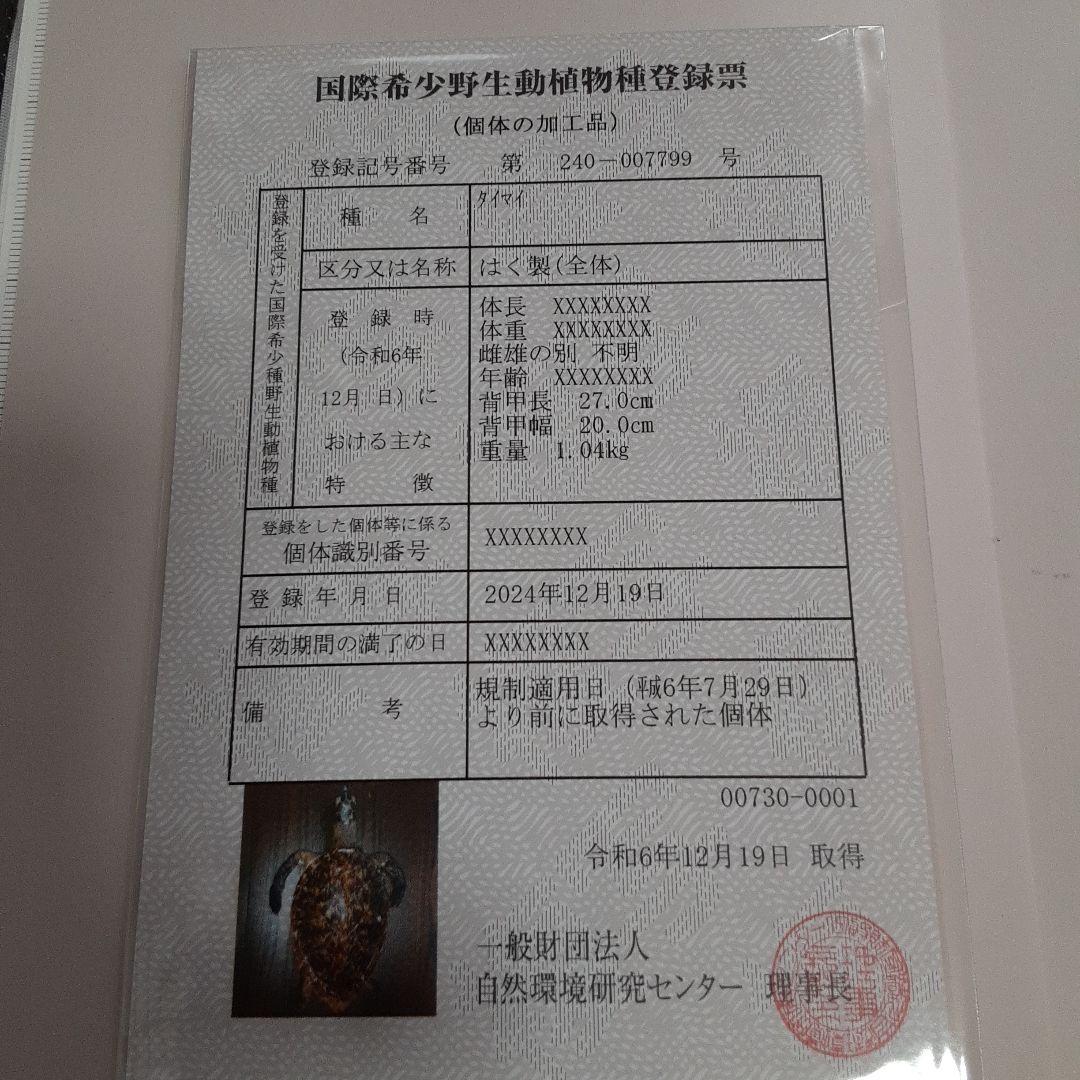 国際希少野生動植物種登録票
(個体の加工品)
登録記号番号 第 240-007799 号
登録を受けた国際希少種野生動植物種
種 名 タイマイ
区分又は名称 はく製(全体)
登 録 時
(令和6年
12月 日)に
おける主な
特 徴
体長 XXXXXXXX
体重 XXXXXXXX
雌雄の別 不明
年齢 XXXXXXXX
背甲長 27.0cm
背甲幅 20.0cm
重量 1.04kg
登録をした個体等に係る
個体識別番号 XXXXXXXX
登録年月日 2024年12月19日
有効期間の満了の日 XXXXXXXX
備 考
規制適用日(平成6年7月29日)
より前に取得された個体
00730-0001
令和6年12月19日 取得
一般財団法人
自然環境研究センター 理事長